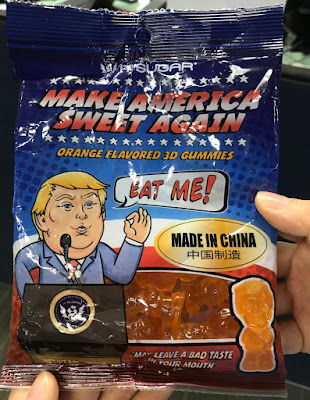 SUGAR
MAKE AMERICA
SWEET AGAIN
ORANGE FLAVORED 3D GUMMIES
EAT ME!
MADE IN CHINA
中国制造
MAY LEAVE A BAD TASTE
IN YOUR MOUTH